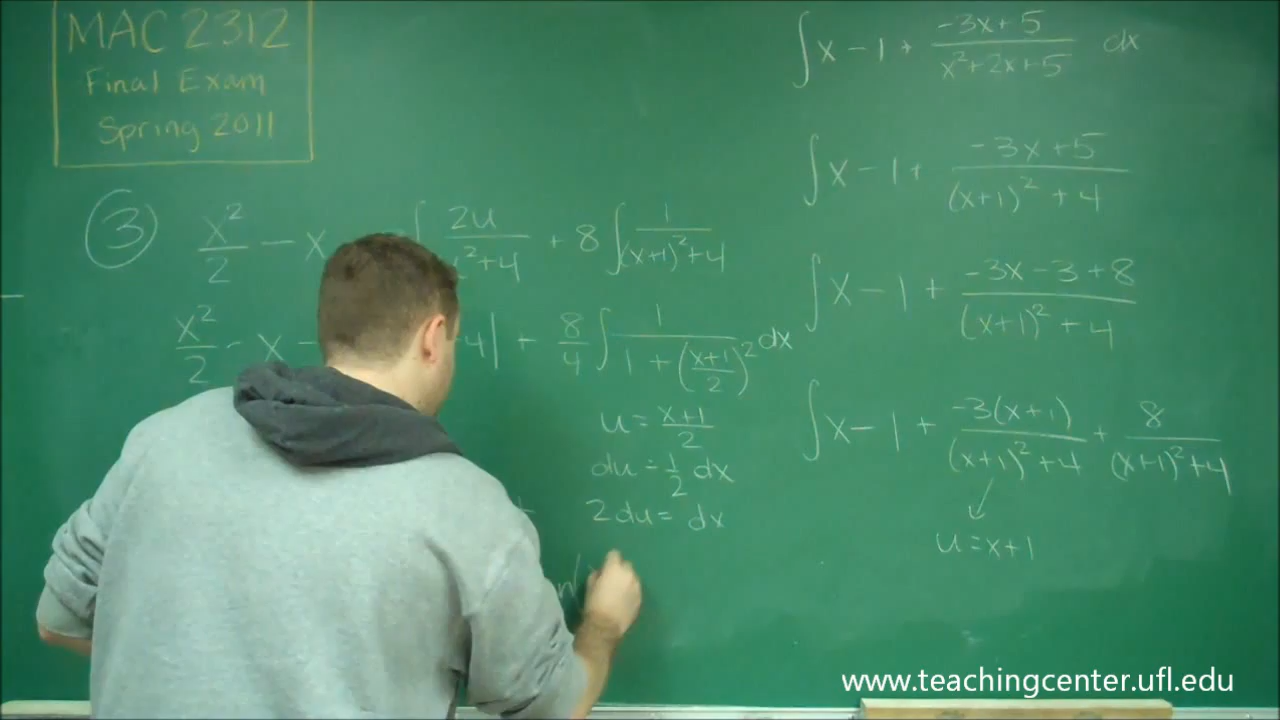 MAC 2312
Final Exam
Spring 2011
③ x²/2 - x ∫ 2u/ ²+4 + 8 ∫ 1/(x+1)²+4
x²/2 - x - 4| + 8/4 ∫ 1/1+(x+1/2)² dx
u = x+1/2
du = 1/2 dx
2du = dx
∫ x - 1 + -3x+5/x²+2x+5 dx
∫ x - 1 + -3x+5/(x+1)²+4
∫ x - 1 + -3x-3+8/(x+1)²+4
∫ x - 1 + -3(x+1)/(x+1)²+4 + 8/(x+1)²+4
u = x+1
www.teachingcenter.ufl.edu